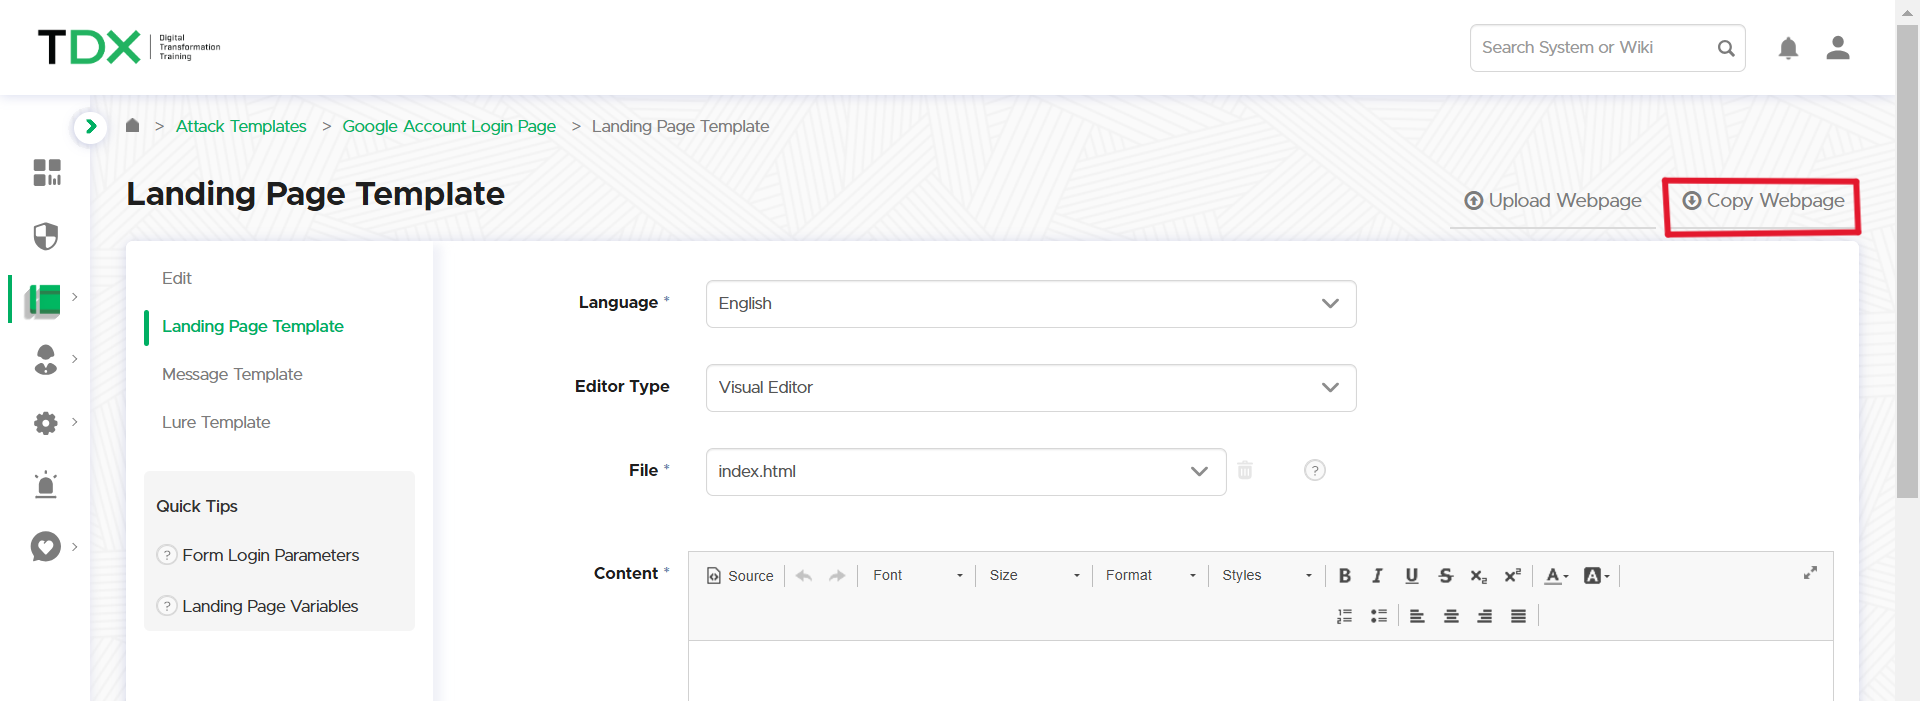 TDX Digital
Transformation
Training
Search System or Wiki
> Attack Templates > Google Account Login Page > Landing Page Template
Landing Page Template
Upload Webpage
Copy Webpage
Edit
Landing Page Template
Message Template
Lure Template
Quick Tips
? Form Login Parameters
? Landing Page Variables
Language * English
Editor Type Visual Editor
File * index.html ?
Content *
Source Font Size Format Styles B I U S x₂ x² A A